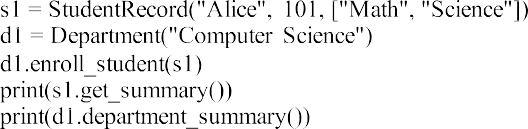 s1 = StudentRecord("Alice", 101, ["Math", "Science"])
d1 = Department("Computer Science")
d1.enroll_student(s1)
print(s1.get_summary())
print(d1.department_summary())